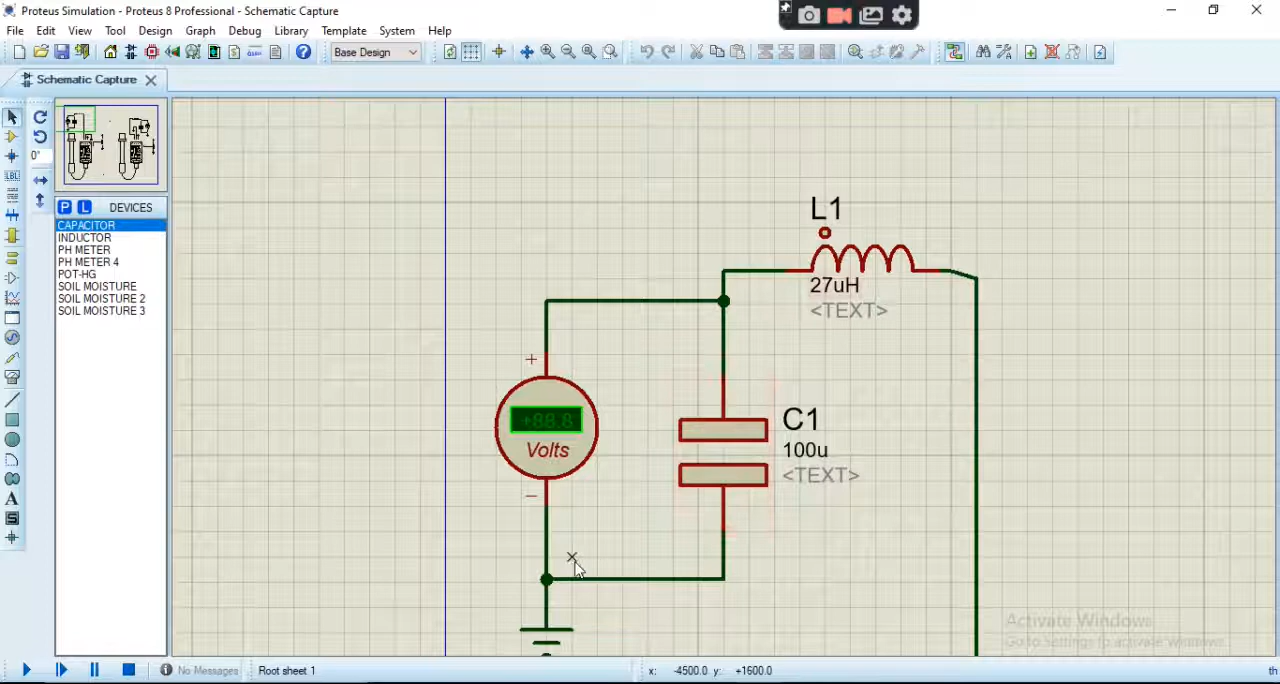 Proteus Simulation - Proteus 8 Professional - Schematic Capture
File Edit View Tool Design Graph Debug Library Template System Help
Base Design
Schematic Capture
0°
LBL
P L DEVICES
CAPACITOR
INDUCTOR
PH METER
PH METER 4
POT-HG
SOIL MOISTURE
SOIL MOISTURE 2
SOIL MOISTURE 3
A
S
L1
27uH
<TEXT>
+
+88.8
Volts
−
C1
100u
<TEXT>
Activate Windows
Go to Settings to activate Windows.
No Messages
Root sheet 1
x: -4500.0 y: +1600.0
th